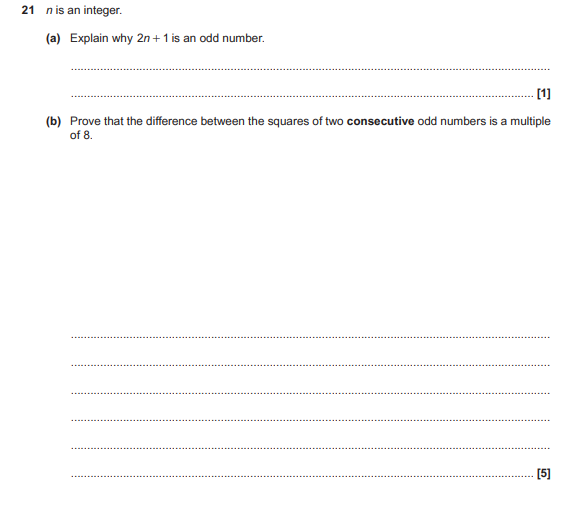 21 n is an integer.
(a) Explain why 2n + 1 is an odd number.
[1]
(b) Prove that the difference between the squares of two consecutive odd numbers is a multiple
of 8.
[5]